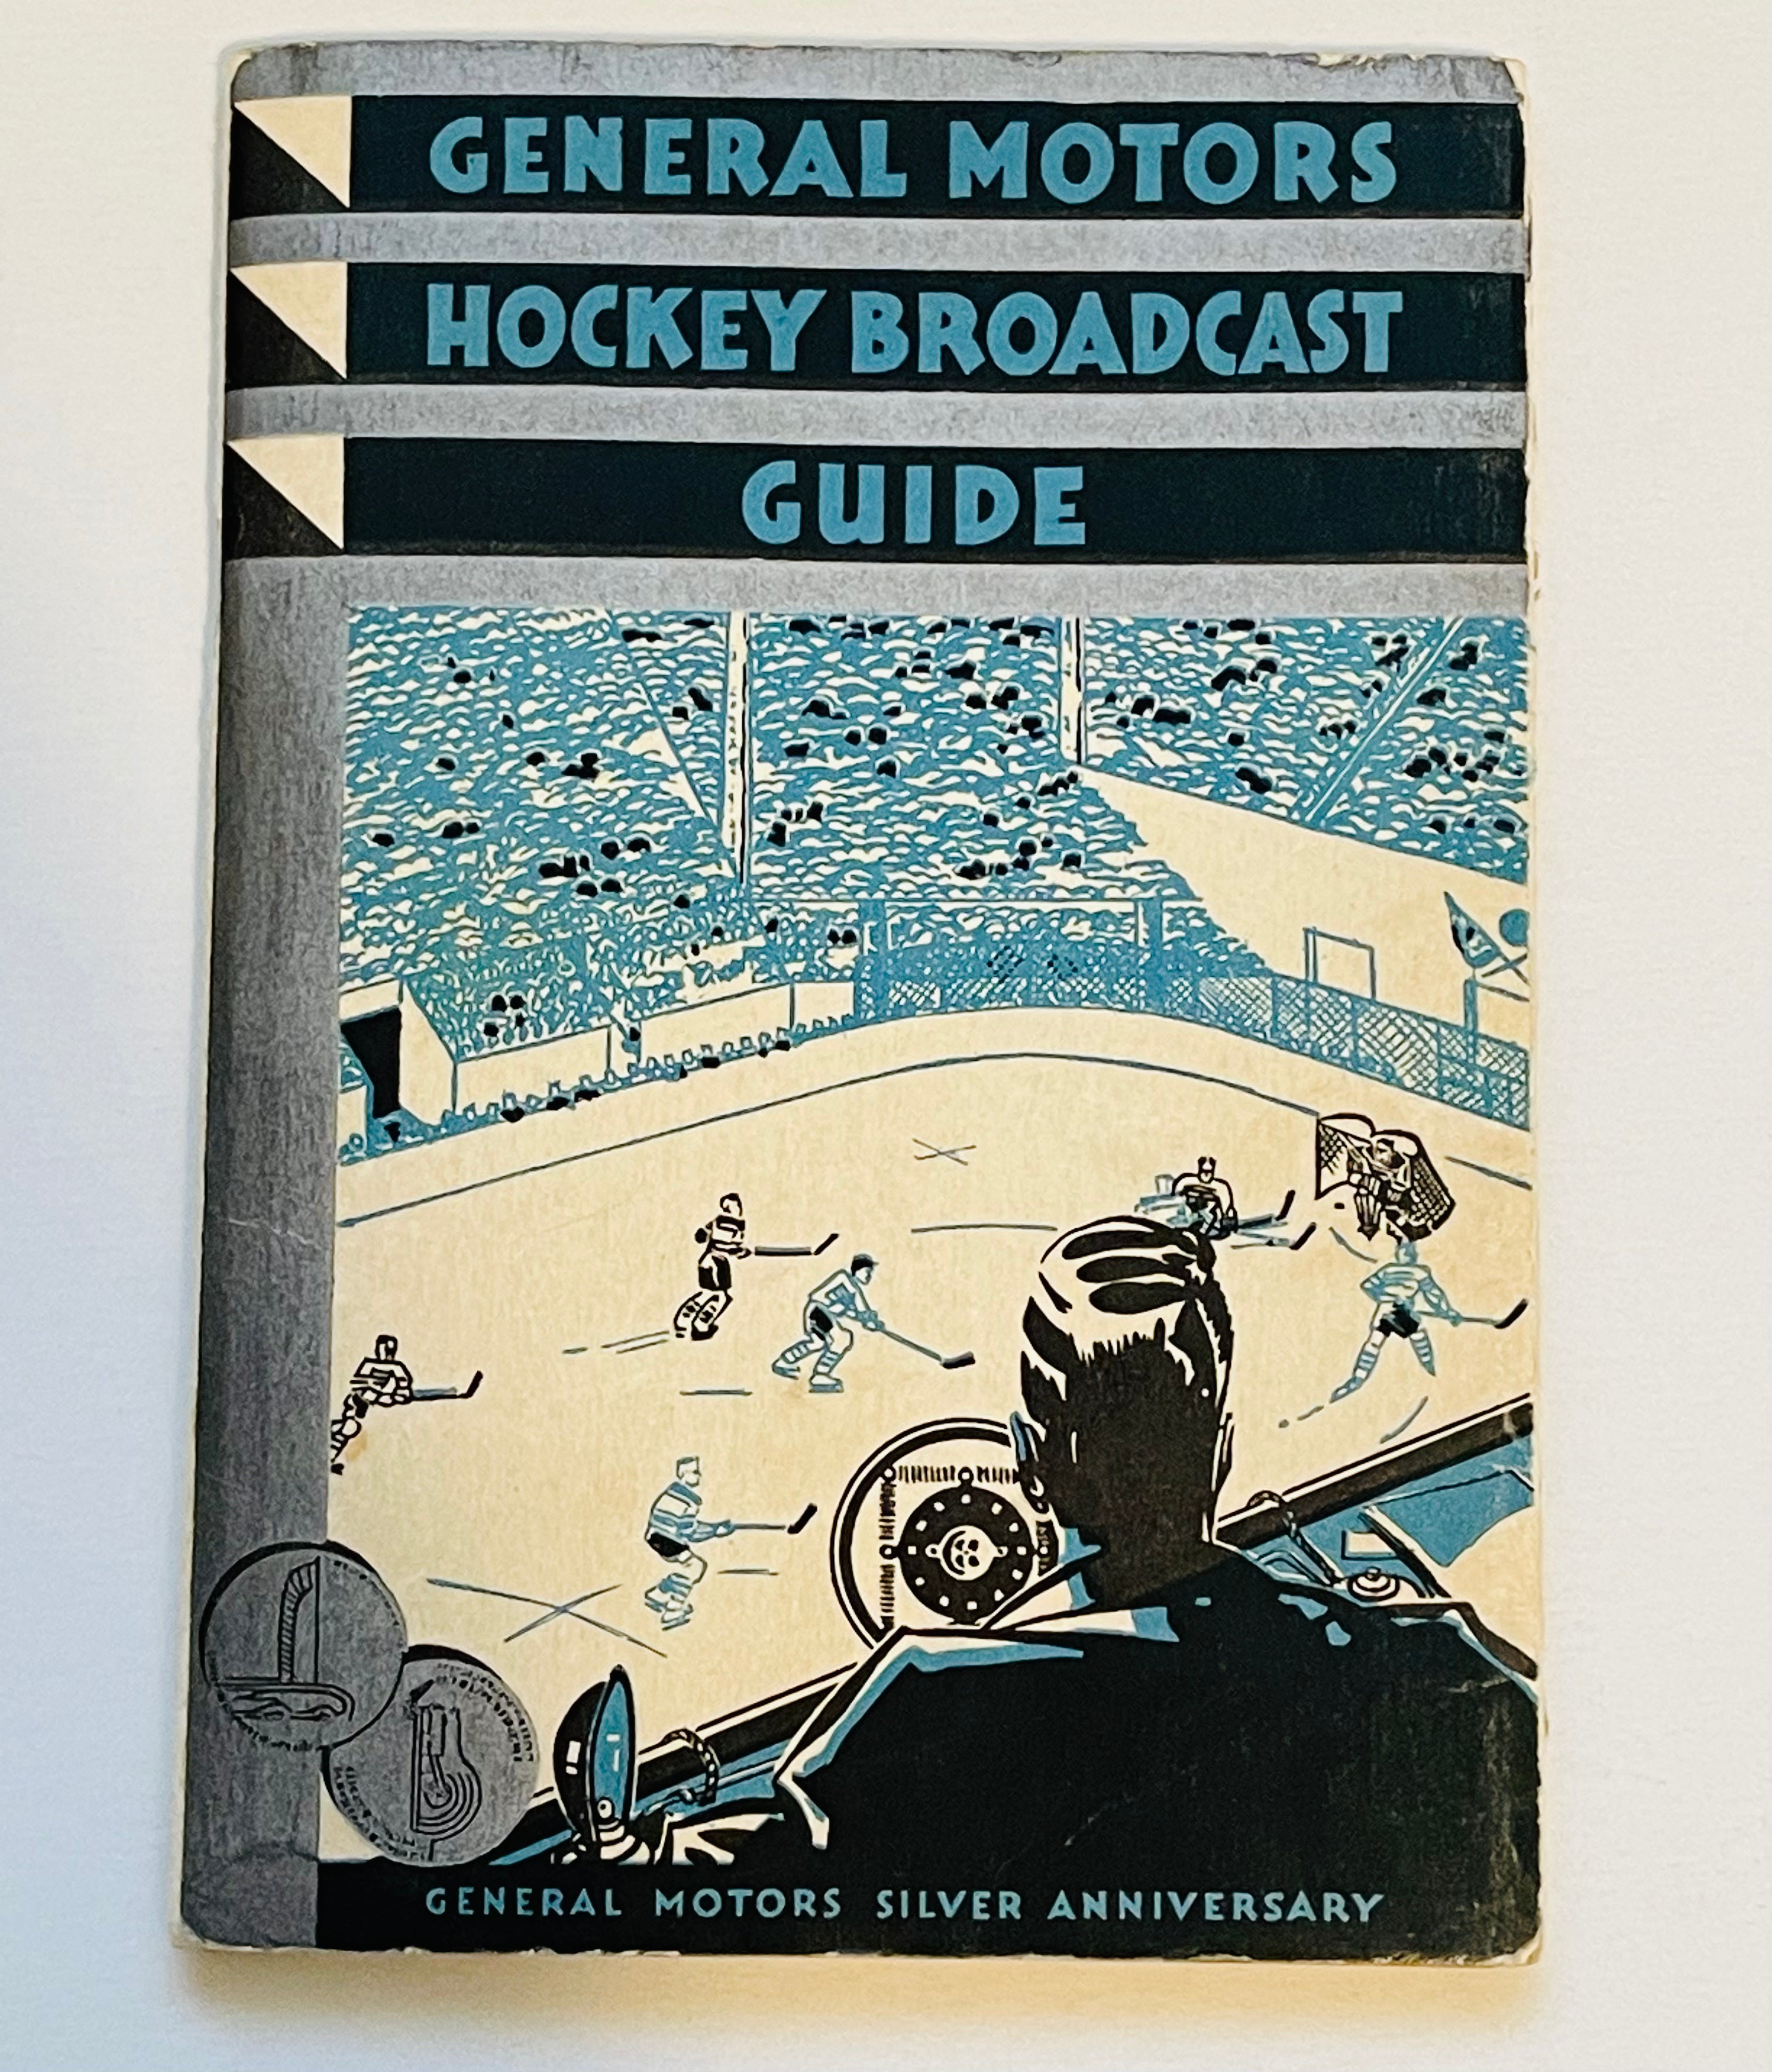 GENERAL MOTORS
HOCKEY BROADCAST
GUIDE
GENERAL MOTORS SILVER ANNIVERSARY